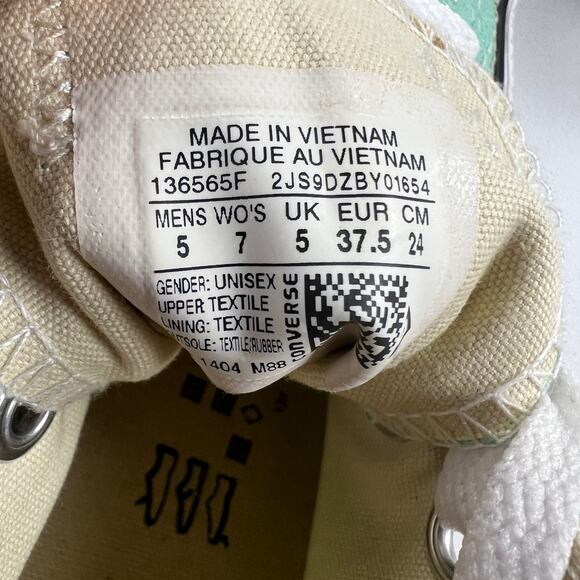 MADE IN VIETNAM
FABRIQUE AU VIETNAM
136565F 2JS9DZBY01654
MENS WO'S UK EUR CM
5 7 5 37.5 24
GENDER: UNISEX
UPPER: TEXTILE
LINING: TEXTILE
TSOLE: TEXTILE/RUBBER
1404 M88
CONVERSE